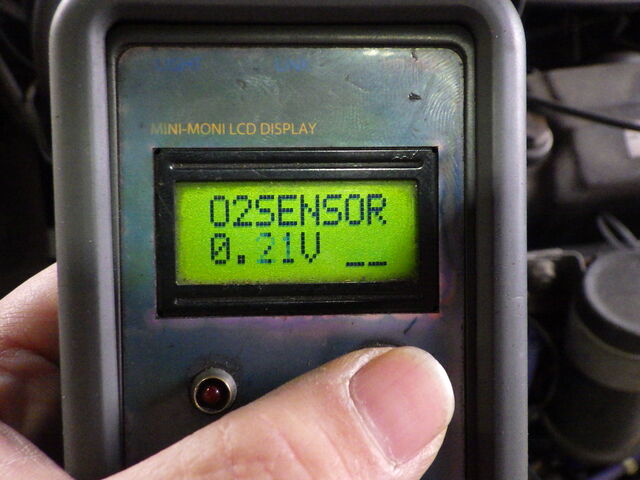 MINI-MONI LCD DISPLAY
O2SENSOR
0.21V __